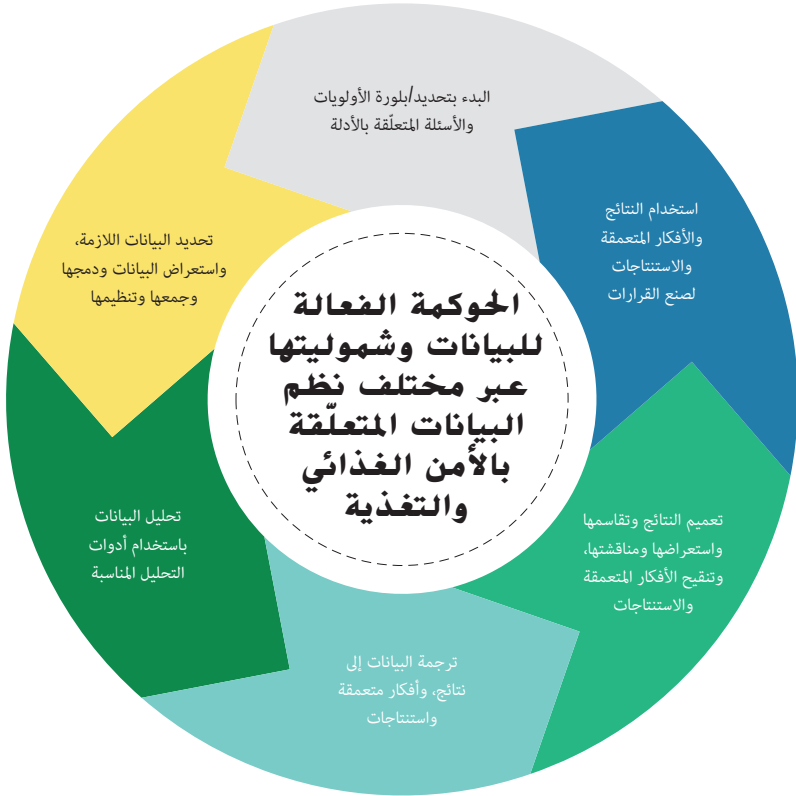 البدء بتحديد/بلورة الأولويات
والأسئلة المتعلّقة بالأدلة
تحديد البيانات اللازمة،
واستعراض البيانات ودمجها
وجمعها وتنظيمها
تحليل البيانات
باستخدام أدوات
التحليل المناسبة
ترجمة البيانات إلى
نتائج، وأفكار متعمقة
واستنتاجات
تعميم النتائج وتقاسمها
واستعراضها ومناقشتها،
وتنقيح الأفكار المتعمقة
والاستنتاجات
استخدام النتائج
والأفكار المتعمقة
والاستنتاجات
لصنع القرارات
الحوكمة الفعالة
للبيانات وشموليتها
عبر مختلف نظم
البيانات المتعلّقة
بالأمن الغذائي
والتغذية